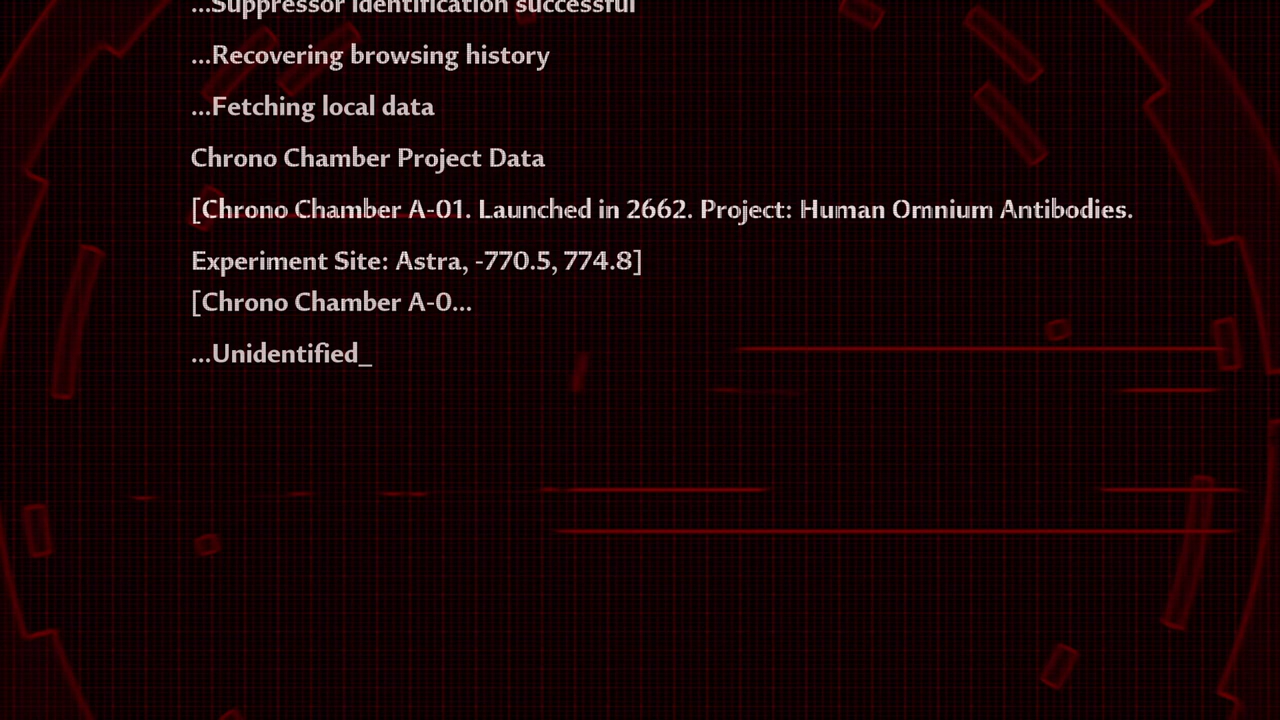 ...Suppressor identification successful
...Recovering browsing history
...Fetching local data
Chrono Chamber Project Data
[Chrono Chamber A-01. Launched in 2662. Project: Human Omnium Antibodies.
Experiment Site: Astra, -770.5, 774.8]
[Chrono Chamber A-0...
...Unidentified_